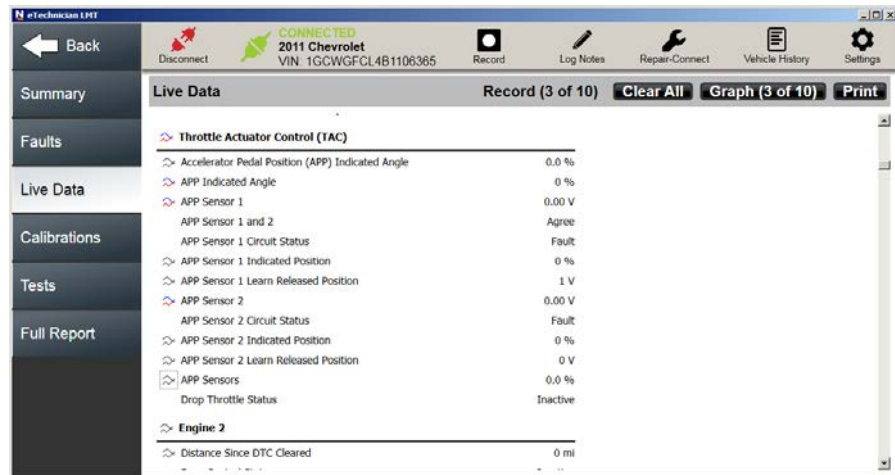 N eTechnician LMT
Back
Disconnect
CONNECTED
2011 Chevrolet
VIN: 1GCWGFCL4B1106365
Record
Log Notes
Repair-Connect
Vehicle History
Settings
Summary
Faults
Live Data
Calibrations
Tests
Full Report
Live Data Record (3 of 10) Clear All Graph (3 of 10) Print
Throttle Actuator Control (TAC)
Accelerator Pedal Position (APP) Indicated Angle 0.0 %
APP Indicated Angle 0 %
APP Sensor 1 0.00 V
APP Sensor 1 and 2 Agree
APP Sensor 1 Circuit Status Fault
APP Sensor 1 Indicated Position 0 %
APP Sensor 1 Learn Released Position 1 V
APP Sensor 2 0.00 V
APP Sensor 2 Circuit Status Fault
APP Sensor 2 Indicated Position 0 %
APP Sensor 2 Learn Released Position 0 V
APP Sensors 0.0 %
Drop Throttle Status Inactive
Engine 2
Distance Since DTC Cleared 0 mi